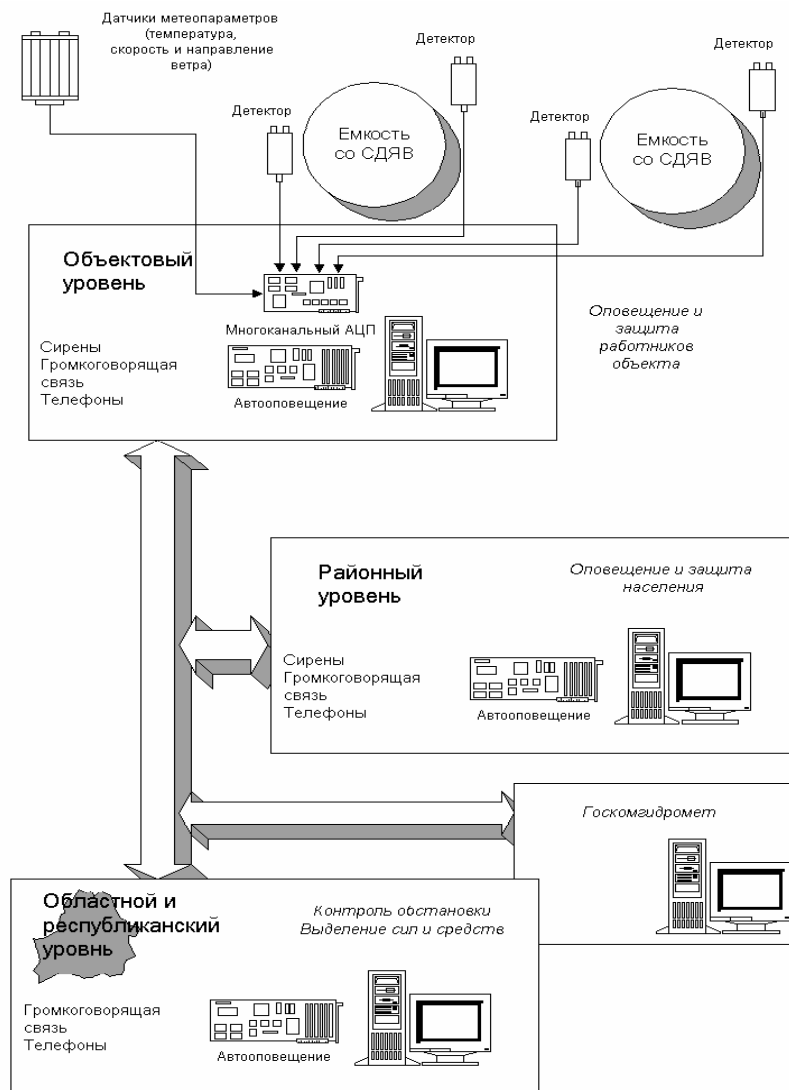 Датчики метеопараметров
(температура,
скорость и направление
ветра)
Детектор
Детектор
Детектор
Детектор
Емкость
со СДЯВ
Емкость
со СДЯВ
Объектовый
уровень
Многоканальный АЦП
Сирены
Громкоговорящая
связь
Телефоны
Автооповещение
Оповещение и
защита
работников
объекта
Районный
уровень
Оповещение и защита
населения
Сирены
Громкоговорящая
связь
Телефоны
Автооповещение
Госкомгидромет
Областной и
республиканский
уровнь
Контроль обстановки
Выделение сил и средств
Громкоговорящая
связь
Телефоны
Автооповещение